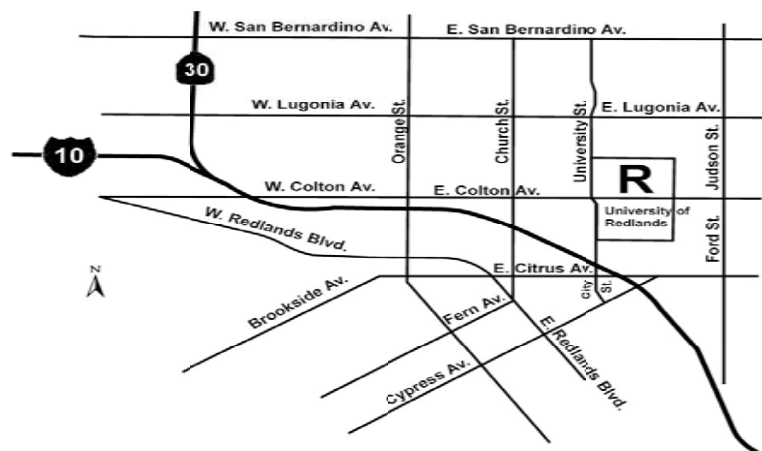 W. San Bernardino Av.
E. San Bernardino Av.
30
W. Lugonia Av.
E. Lugonia Av.
Orange St.
Church St.
University St.
Judson St.
10
R
W. Colton Av.
E. Colton Av.
University of
Redlands
W. Redlands Blvd.
Ford St.
N
E. Citrus Av.
City
St.
Brookside Av.
Fern Av.
E. Redlands Blvd.
Cypress Av.